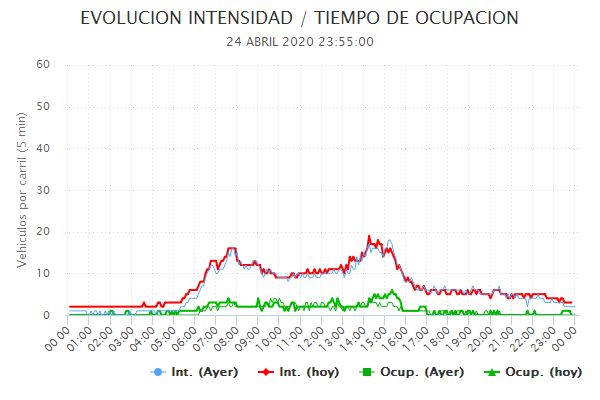 EVOLUCION INTENSIDAD / TIEMPO DE OCUPACION
24 ABRIL 2020 23:55:00
Vehiculos por carril (5 min)
60
50
40
30
20
10
0
00:00 01:00 02:00 03:00 04:00 05:00 06:00 07:00 08:00 09:00 10:00 11:00 12:00 13:00 14:00 15:00 16:00 17:00 18:00 19:00 20:00 21:00 22:00 23:00 00:00
Int. (Ayer) Int. (hoy) Ocup. (Ayer) Ocup. (hoy)